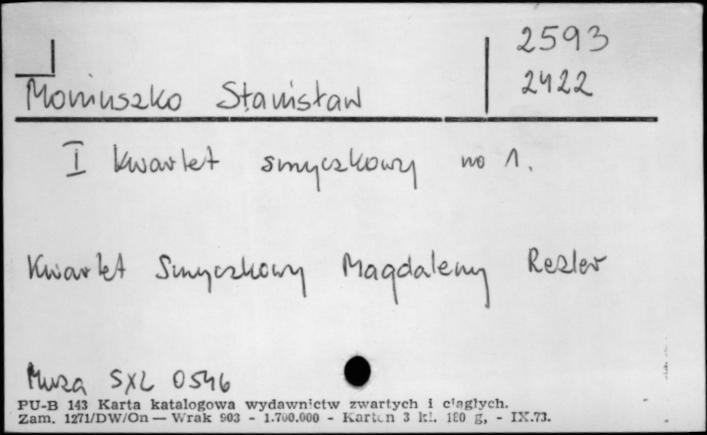 2593
2422
Moniuszko Stanisław
I Kwartet smyczkowy no 1.
Kwartet Smyczkowy Magdaleny Rezler
Muza SXL 0546
PU-B 143 Karta katalogowa wydawnictw zwartych i ciągłych.
Zam. 1271/DW/On — Wrak 903 - 1.700.000 - Karton 3 kl. 180 g, - IX.73.